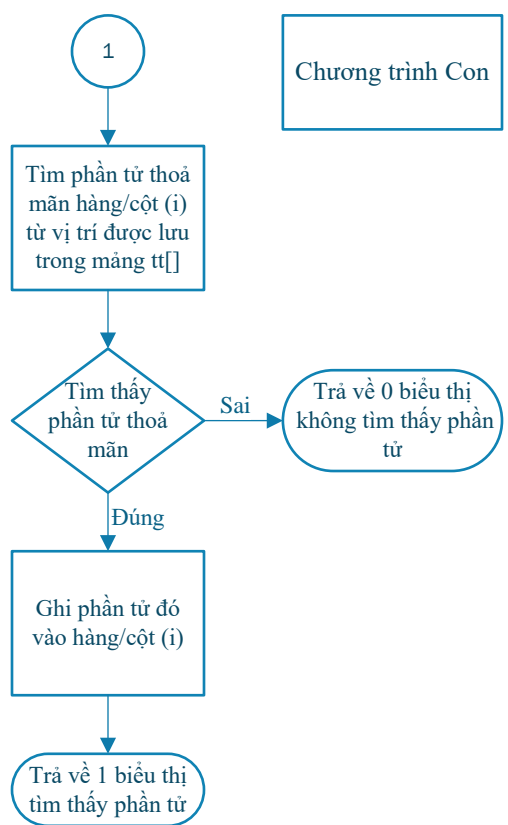 1
Chương trình Con
Tìm phần tử thoả
mãn hàng/cột (i)
từ vị trí được lưu
trong mảng tt[]
Tìm thấy
phần tử thoả
mãn
Sai
Trả về 0 biểu thị
không tìm thấy phần
tử
Đúng
Ghi phần tử đó
vào hàng/cột (i)
Trả về 1 biểu thị
tìm thấy phần tử